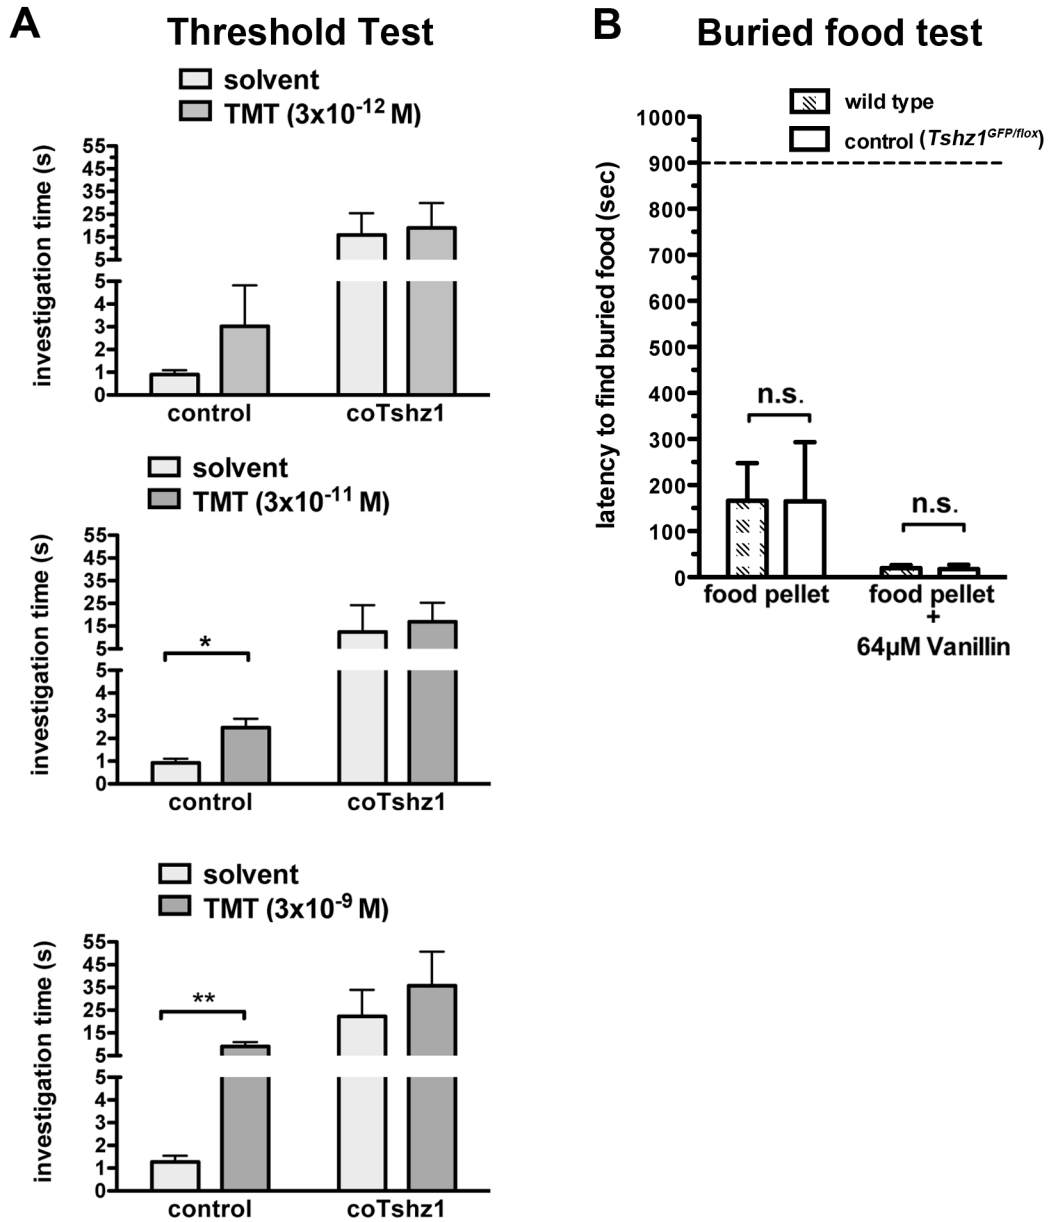 A
Threshold Test
solvent
TMT (3x10⁻¹² M)
investigation time (s)
55
45
35
25
15
5
5
4
3
2
1
0
control
coTshz1
solvent
TMT (3x10⁻¹¹ M)
investigation time (s)
55
45
35
25
15
5
5
4
3
2
1
0
*
control
coTshz1
solvent
TMT (3x10⁻⁹ M)
investigation time (s)
55
45
35
25
15
5
5
4
3
2
1
0
**
control
coTshz1
B
Buried food test
wild type
control (Tshz1^GFP/flox)
latency to find buried food (sec)
1000
900
800
700
600
500
400
300
200
100
0
n.s.
n.s.
food pellet
food pellet
+
64µM Vanillin